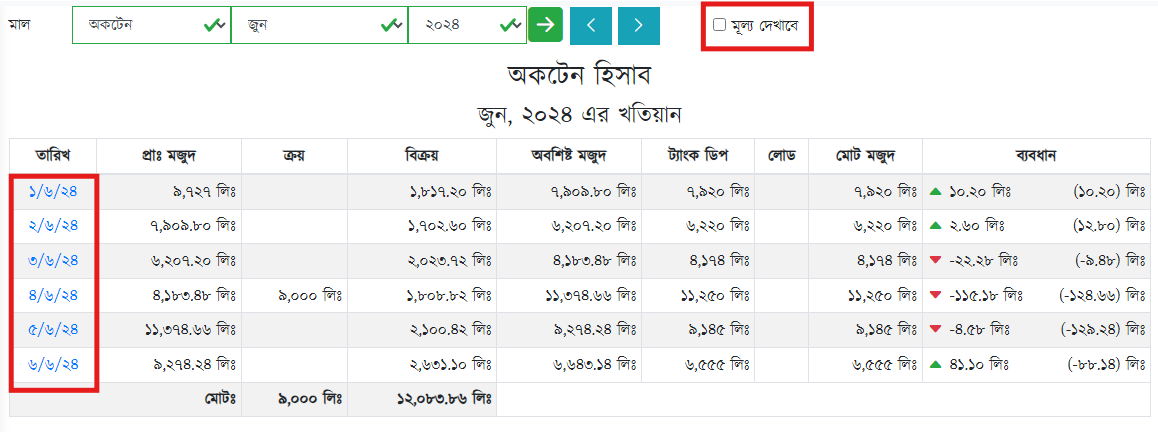 মাল অকটেন জুন ২০২৪ মূল্য দেখাবে
অকটেন হিসাব
জুন, ২০২৪ এর খতিয়ান
তারিখ প্রাঃ মজুদ ক্রয় বিক্রয় অবশিষ্ট মজুদ ট্যাংক ডিপ লোড মোট মজুদ ব্যবধান
১/৬/২৪ ৯,৭২৭ লিঃ ১,৮১৭.২০ লিঃ ৭,৯০৯.৮০ লিঃ ৭,৯২০ লিঃ ৭,৯২০ লিঃ ১০.২০ লিঃ (১০.২০) লিঃ
২/৬/২৪ ৭,৯০৯.৮০ লিঃ ১,৭০২.৬০ লিঃ ৬,২০৭.২০ লিঃ ৬,২২০ লিঃ ৬,২২০ লিঃ ২.৬০ লিঃ (১২.৮০) লিঃ
৩/৬/২৪ ৬,২০৭.২০ লিঃ ২,০২৩.৭২ লিঃ ৪,১৮৩.৪৮ লিঃ ৪,১৭৪ লিঃ ৪,১৭৪ লিঃ -২২.২৮ লিঃ (-৯.৪৮) লিঃ
৪/৬/২৪ ৪,১৮৩.৪৮ লিঃ ৯,০০০ লিঃ ১,৮০৮.৮২ লিঃ ১১,৩৭৪.৬৬ লিঃ ১১,২৫০ লিঃ ১১,২৫০ লিঃ -১১৫.১৮ লিঃ (-১২৪.৬৬) লিঃ
৫/৬/২৪ ১১,৩৭৪.৬৬ লিঃ ২,১০০.৪২ লিঃ ৯,২৭৪.২৪ লিঃ ৯,১৪৫ লিঃ ৯,১৪৫ লিঃ -৪.৫৮ লিঃ (-১২৯.২৪) লিঃ
৬/৬/২৪ ৯,২৭৪.২৪ লিঃ ২,৬৩১.১০ লিঃ ৬,৬৪৩.১৪ লিঃ ৬,৫৫৫ লিঃ ৬,৫৫৫ লিঃ ৪১.১০ লিঃ (-৮৮.১৪) লিঃ
মোটঃ ৯,০০০ লিঃ ১২,০৮৩.৮৬ লিঃ